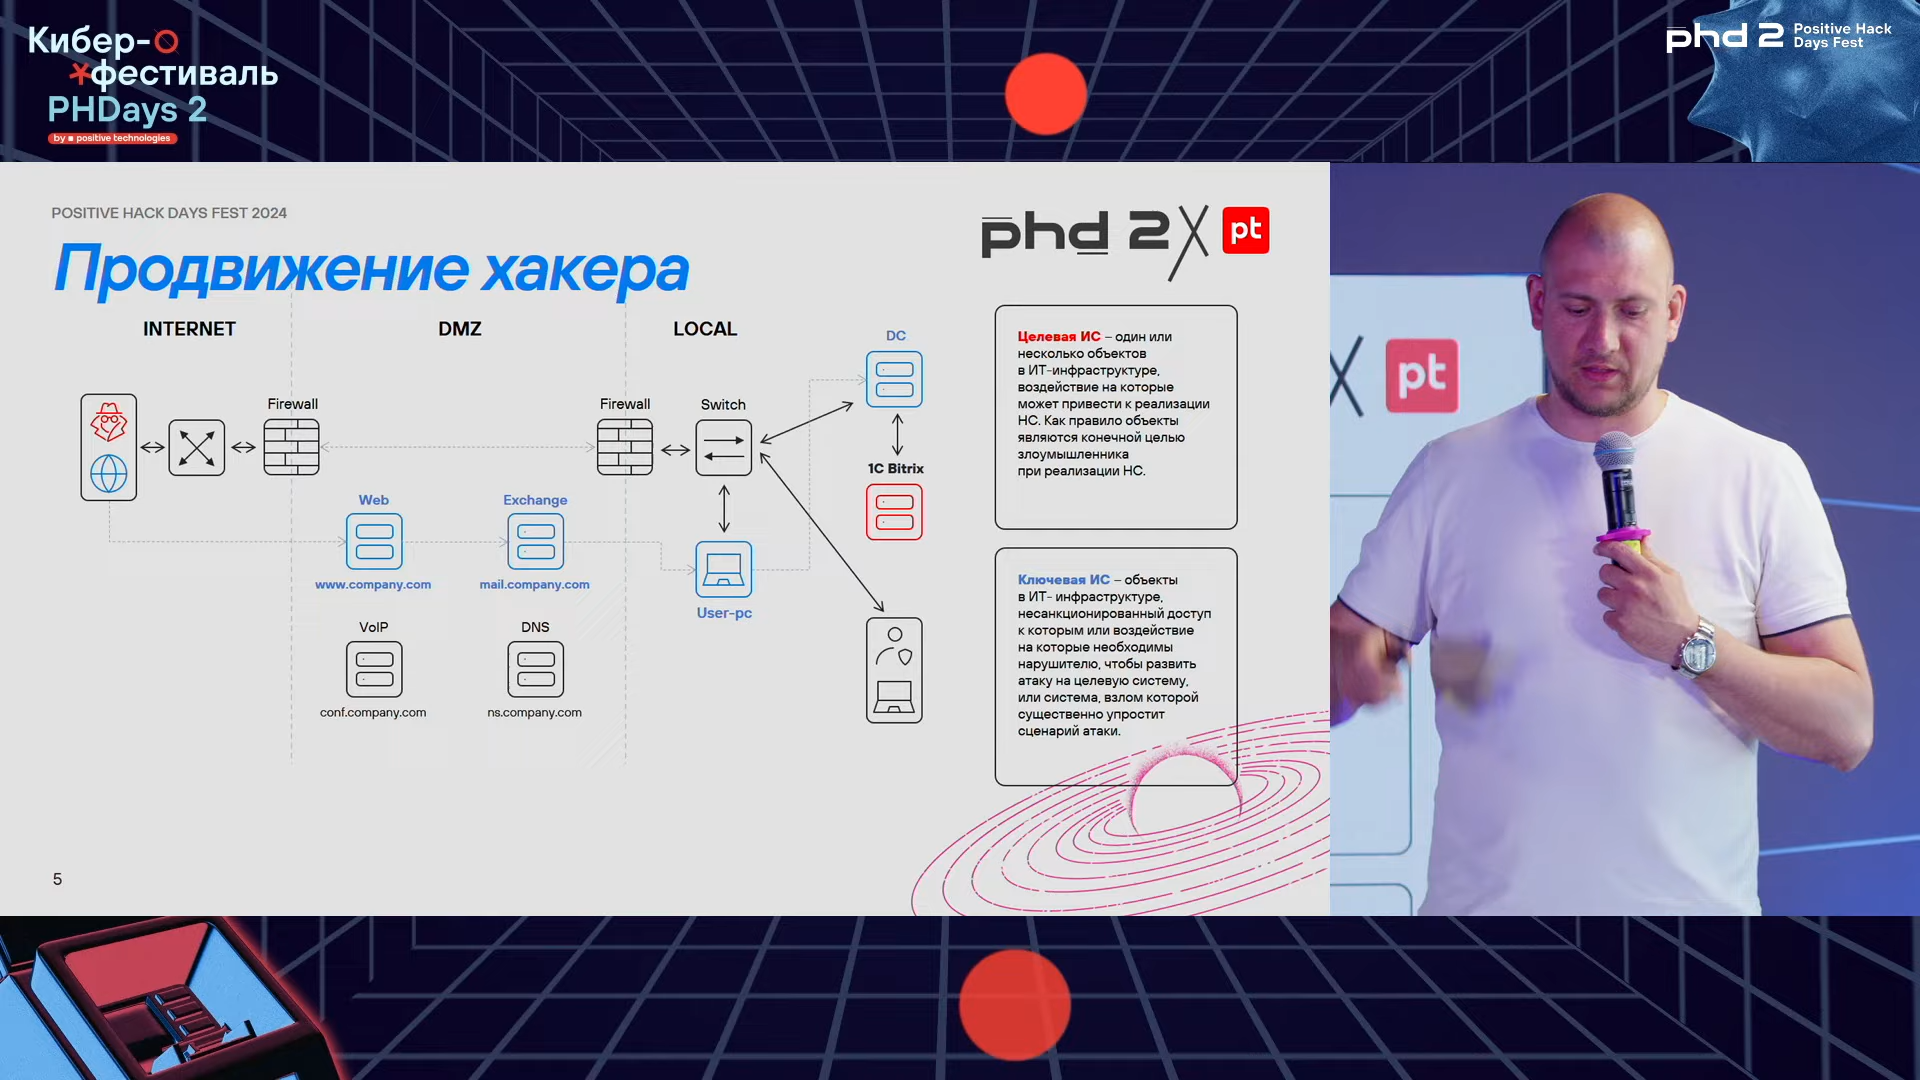 Кибер-
фестиваль
PHDays 2
by positive technologies
phd 2 Positive Hack
Days Fest
POSITIVE HACK DAYS FEST 2024
Продвижение хакера
phd 2 X pt
INTERNET
DMZ
LOCAL
DC
Firewall
Firewall
Switch
1C Bitrix
Web
Exchange
www.company.com
mail.company.com
User-pc
VoIP
DNS
conf.company.com
ns.company.com
Целевая ИС – один или
несколько объектов
в ИТ-инфраструктуре,
воздействие на которые
может привести к реализации
НС. Как правило объекты
являются конечной целью
злоумышленника
при реализации НС.
Ключевая ИС – объекты
в ИТ- инфраструктуре,
несанкционированный доступ
к которым или воздействие
на которые необходимы
нарушителю, чтобы развить
атаку на целевую систему,
или система, взлом которой
существенно упростит
сценарий атаки.
5
X pt